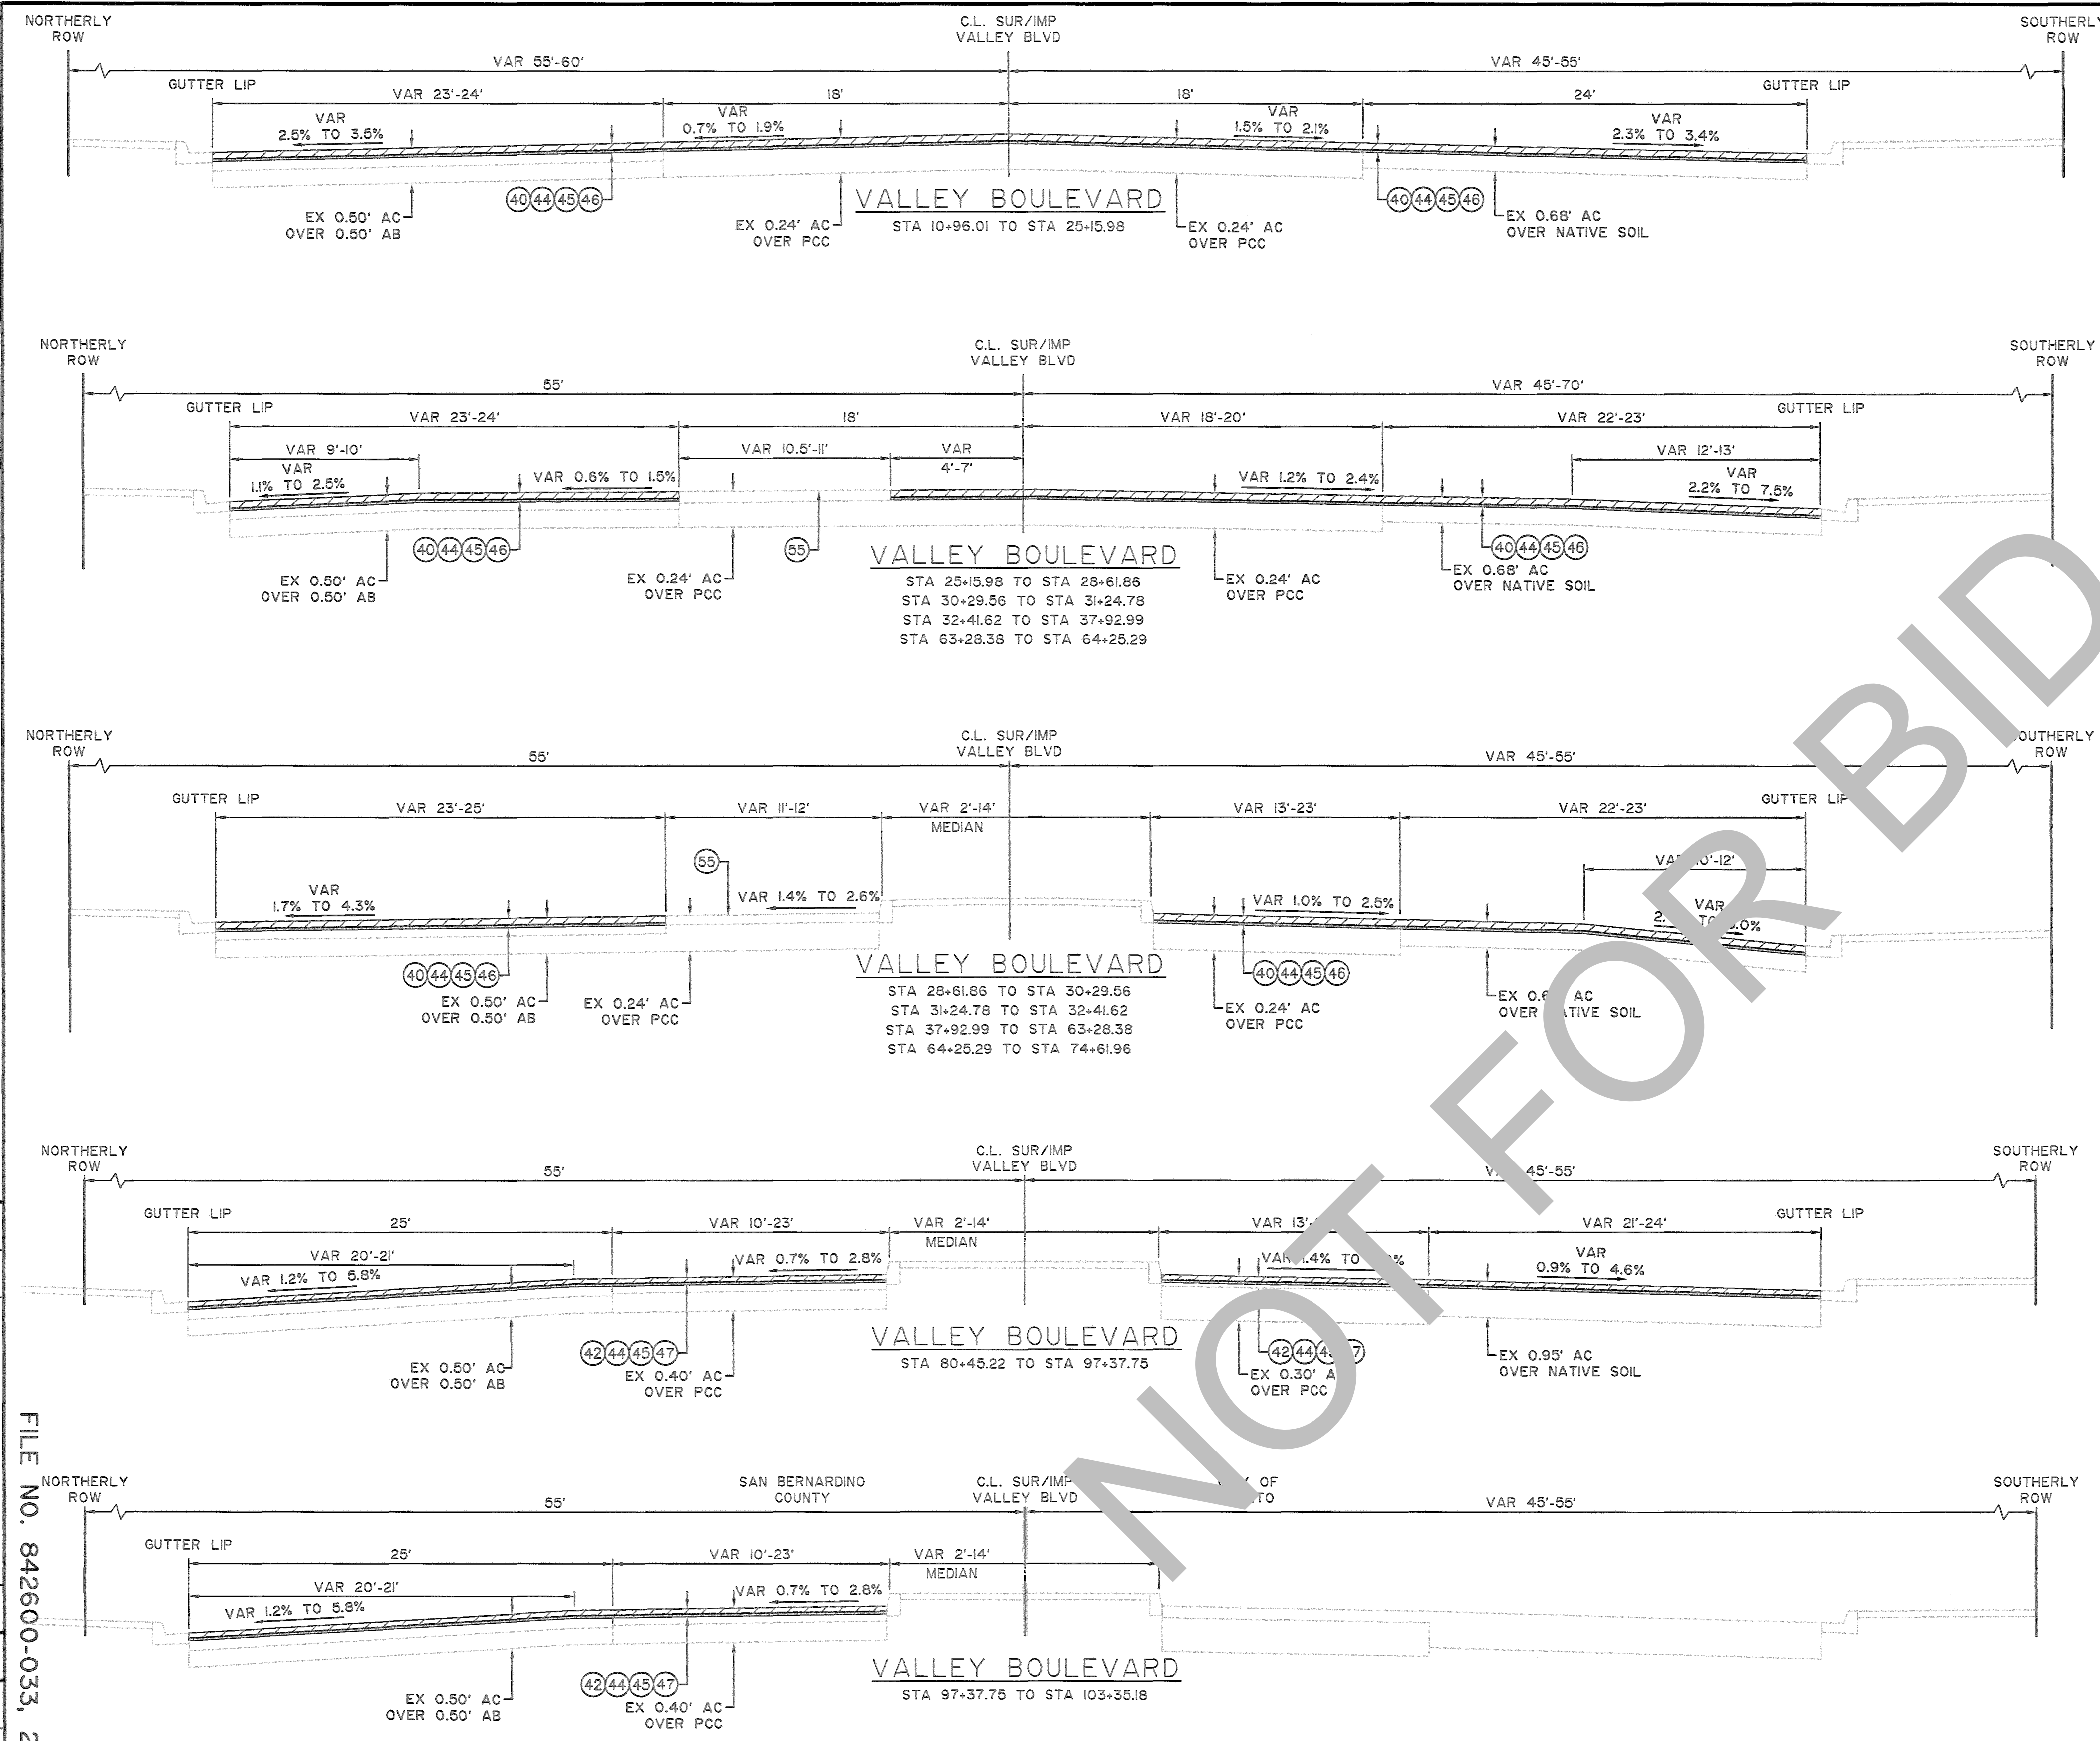 NORTHERLY
ROW
C.L. SUR/IMP
VALLEY BLVD
SOUTHERLY
ROW
VAR 55'-60'
VAR 45'-55'
GUTTER LIP
VAR 23'-24'
18'
18'
24'
GUTTER LIP
VAR
2.5% TO 3.5%
VAR
0.7% TO 1.9%
VAR
1.5% TO 2.1%
VAR
2.3% TO 3.4%
40 44 45 46
40 44 45 46
EX 0.50' AC
OVER 0.50' AB
EX 0.24' AC
OVER PCC
VALLEY BOULEVARD
STA 10+96.01 TO STA 25+15.98
EX 0.24' AC
OVER PCC
EX 0.68' AC
OVER NATIVE SOIL
NORTHERLY
ROW
C.L. SUR/IMP
VALLEY BLVD
SOUTHERLY
ROW
55'
VAR 45'-70'
GUTTER LIP
VAR 23'-24'
18'
VAR 18'-20'
VAR 22'-23'
GUTTER LIP
VAR 9'-10'
VAR 10.5'-11'
VAR
4'-7'
VAR 12'-13'
VAR
1.1% TO 2.5%
VAR 0.6% TO 1.5%
VAR 1.2% TO 2.4%
VAR
2.2% TO 7.5%
40 44 45 46
55
40 44 45 46
EX 0.50' AC
OVER 0.50' AB
EX 0.24' AC
OVER PCC
VALLEY BOULEVARD
STA 25+15.98 TO STA 28+61.86
STA 30+29.56 TO STA 31+24.78
STA 32+41.62 TO STA 37+92.99
STA 63+28.38 TO STA 64+25.29
EX 0.24' AC
OVER PCC
EX 0.68' AC
OVER NATIVE SOIL
NORTHERLY
ROW
C.L. SUR/IMP
VALLEY BLVD
ROW
55'
VAR 45'-55'
GUTTER LIP
VAR 23'-25'
VAR 11'-12'
VAR 2'-14'
MEDIAN
VAR 13'-23'
VAR 22'-23'
GUTTER LIP
55
VAR
1.7% TO 4.3%
VAR 1.4% TO 2.6%
VAR 1.0% TO 2.5%
VAR
40 44 45 46
40 44 45 46
EX 0.50' AC
OVER 0.50' AB
EX 0.24' AC
OVER PCC
VALLEY BOULEVARD
STA 28+61.86 TO STA 30+29.56
STA 31+24.78 TO STA 32+41.62
STA 37+92.99 TO STA 63+28.38
STA 64+25.29 TO STA 74+61.96
EX 0.24' AC
OVER PCC
EX AC
OVER NATIVE SOIL
NORTHERLY
ROW
C.L. SUR/IMP
VALLEY BLVD
SOUTHERLY
ROW
55'
45'-55'
GUTTER LIP
25'
VAR 10'-23'
VAR 2'-14'
MEDIAN
VAR
VAR 21'-24'
GUTTER LIP
VAR 20'-21'
VAR 1.2% TO 5.8%
VAR 0.7% TO 2.8%
VAR TO
VAR
0.9% TO 4.6%
42 44 45 47
42 44
EX 0.50' AC
OVER 0.50' AB
EX 0.40' AC
OVER PCC
VALLEY BOULEVARD
STA 80+45.22 TO STA 97+37.75
EX 0.30'
OVER PCC
EX 0.95' AC
OVER NATIVE SOIL
NORTHERLY
ROW
SAN BERNARDINO
COUNTY
C.L. SUR/IMP
VALLEY BLVD
OF
SOUTHERLY
ROW
55'
VAR 45'-55'
GUTTER LIP
25'
VAR 10'-23'
VAR 2'-14'
MEDIAN
VAR 20'-21'
VAR 1.2% TO 5.8%
VAR 0.7% TO 2.8%
42 44 45 47
EX 0.50' AC
OVER 0.50' AB
EX 0.40' AC
OVER PCC
VALLEY BOULEVARD
STA 97+37.75 TO STA 103+35.18
FILE NO. 842600-033, 2
NOT FOR BID